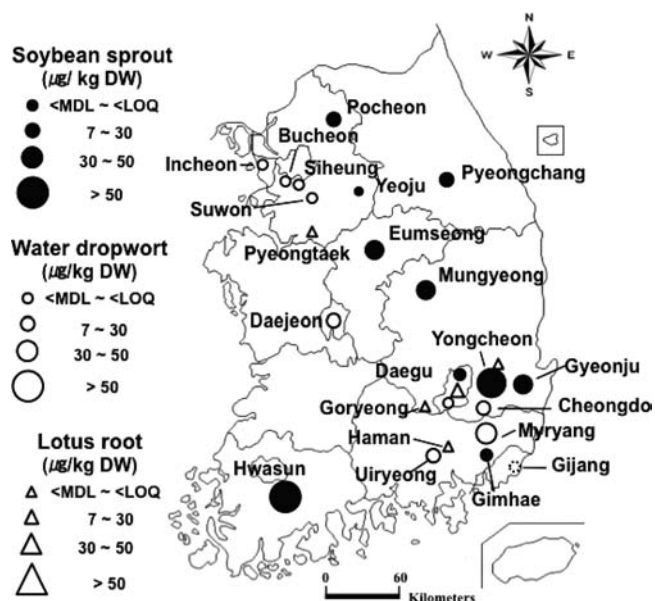 Soybean sprout
(㎍/ kg DW)
<MDL ~ <LOQ
7 ~ 30
30 ~ 50
> 50
Water dropwort
(㎍/kg DW)
<MDL ~ <LOQ
7 ~ 30
30 ~ 50
> 50
Lotus root
(㎍/kg DW)
<MDL ~ <LOQ
7 ~ 30
30 ~ 50
> 50
N
W
E
S
Pocheon
Bucheon
Incheon
Siheung
Yeoju
Pyeongchang
Suwon
Eumseong
Pyeongtaek
Mungyeong
Daejeon
Yongcheon
Daegu
Gyeonju
Goryeong
Cheongdo
Haman
Myryang
Hwasun
Uiryeong
Gijang
Gimhae
0
60
Kilometers